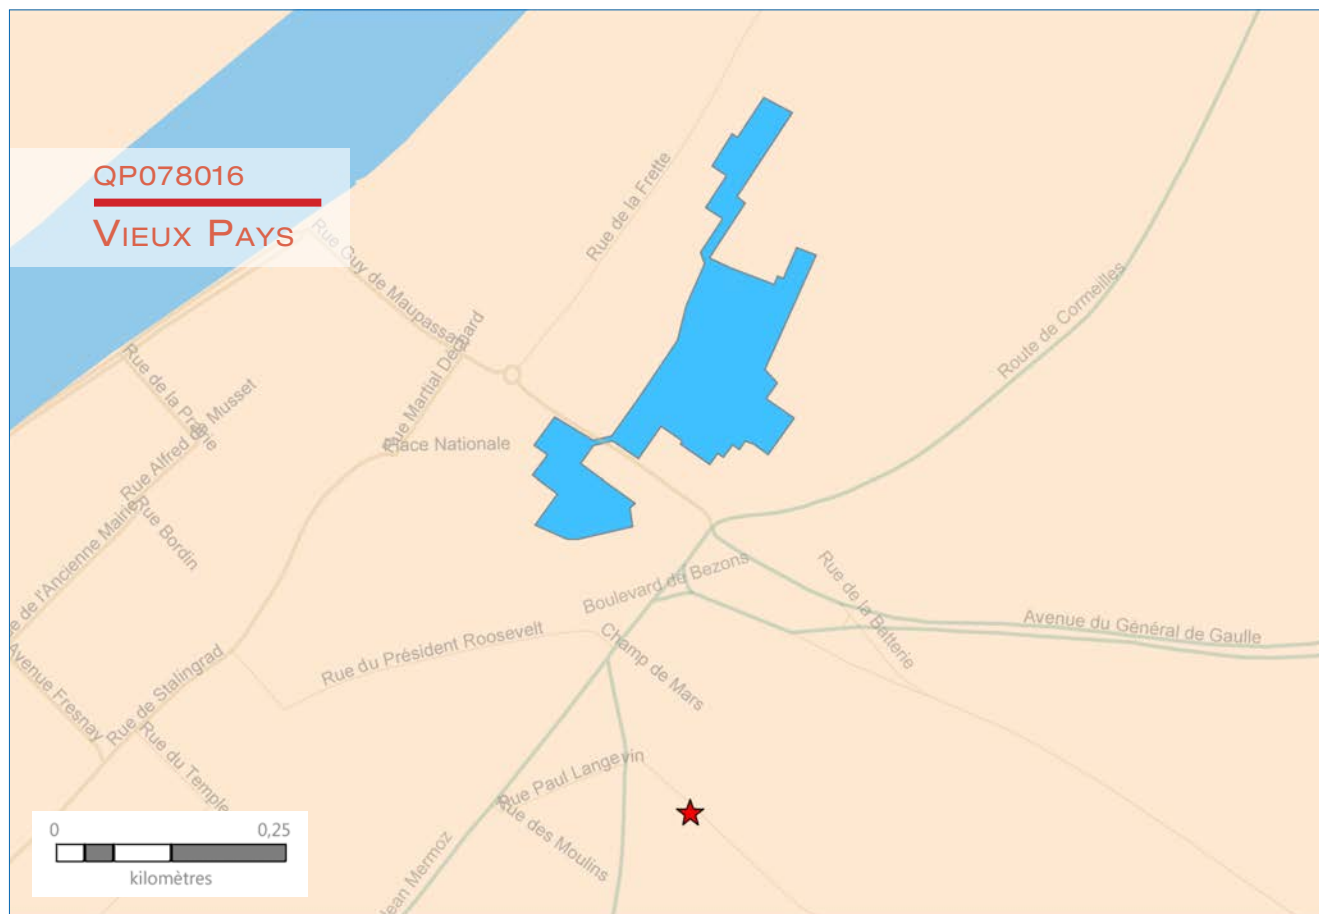 QP078016
VIEUX PAYS
Rue de la Frette
Rue Guy de Maupassant
Rue Martial Déchard
Route de Cormeilles
Rue de la Prairie
Rue Alfred de Musset
Place Nationale
Rue Bordin
de l'Ancienne Mairie
Boulevard de Bezons
Rue de la Batterie
Avenue du Général de Gaulle
Rue du Président Roosevelt
Champ de Mars
Avenue Fresnay
Rue de Stalingrad
Rue du Temple
Rue Paul Langevin
Rue des Moulins
Jean Mermoz
0 0,25
kilomètres